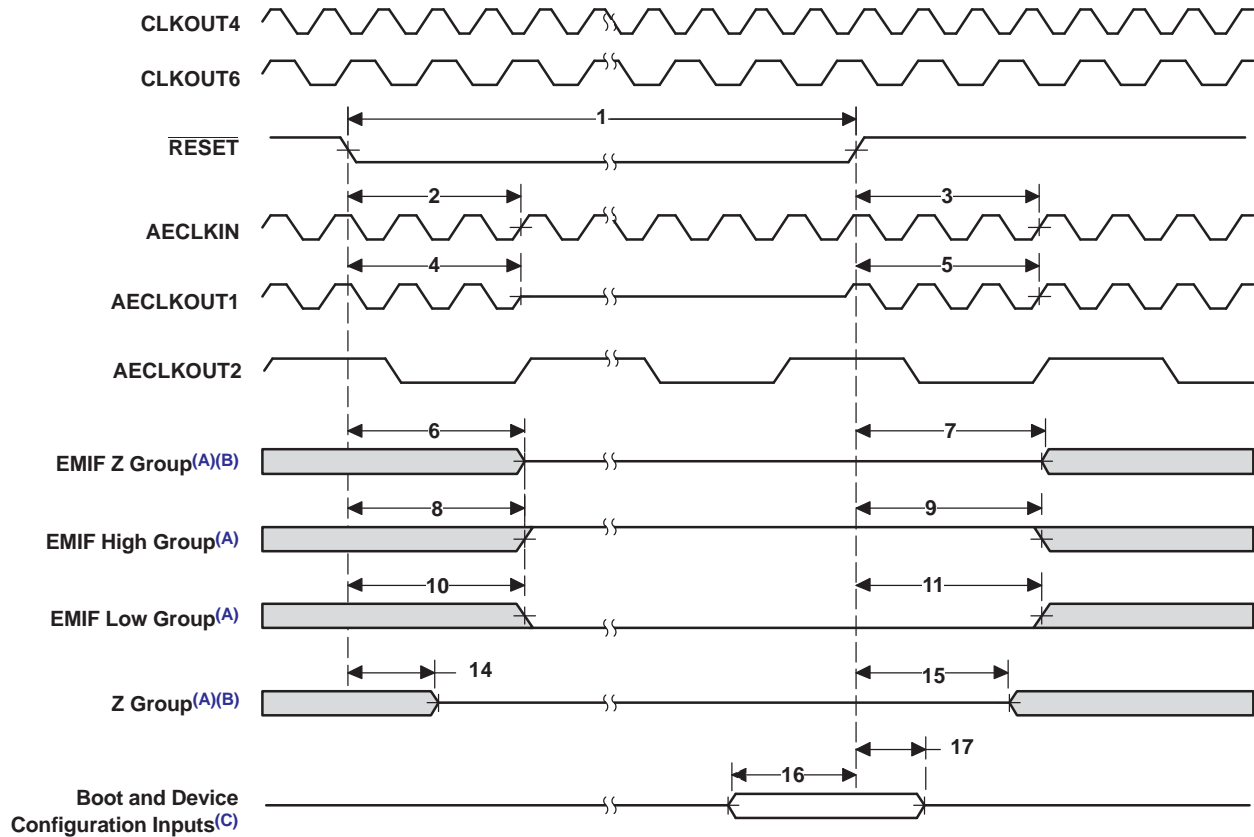 CLKOUT4
CLKOUT6
1
RESET
2
3
AECLKIN
4
5
AECLKOUT1
AECLKOUT2
6
7
EMIF Z Group(A)(B)
8
9
EMIF High Group(A)
10
11
EMIF Low Group(A)
14
15
Z Group(A)(B)
17
16
Boot and Device
Configuration Inputs(C)